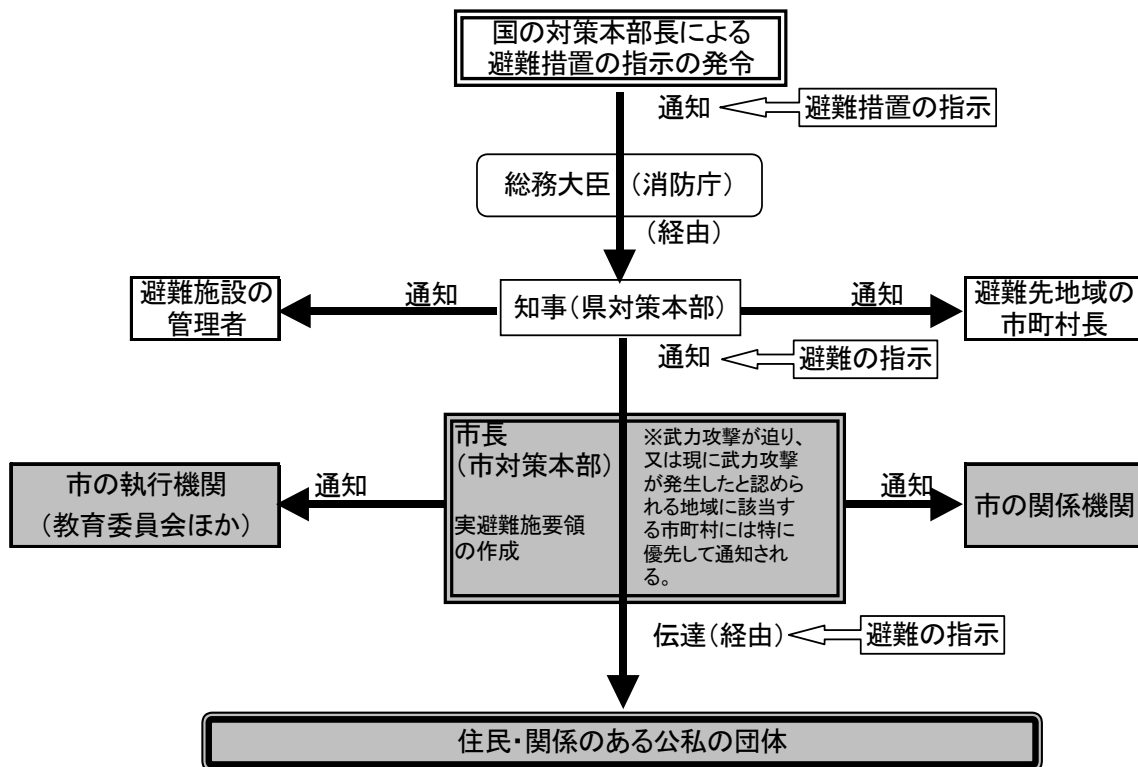 国の対策本部長による
避難措置の指示の発令
通知
避難措置の指示
総務大臣（消防庁）
（経由）
避難施設の
管理者
通知
知事（県対策本部）
通知
避難先地域の
市町村長
通知
避難の指示
市の執行機関
（教育委員会ほか）
通知
市長
（市対策本部）
実避難施要領
の作成
※武力攻撃が迫り、
又は現に武力攻撃
が発生したと認めら
れる地域に該当す
る市町村には特に
優先して通知され
る。
通知
市の関係機関
伝達（経由）
避難の指示
住民・関係のある公私の団体